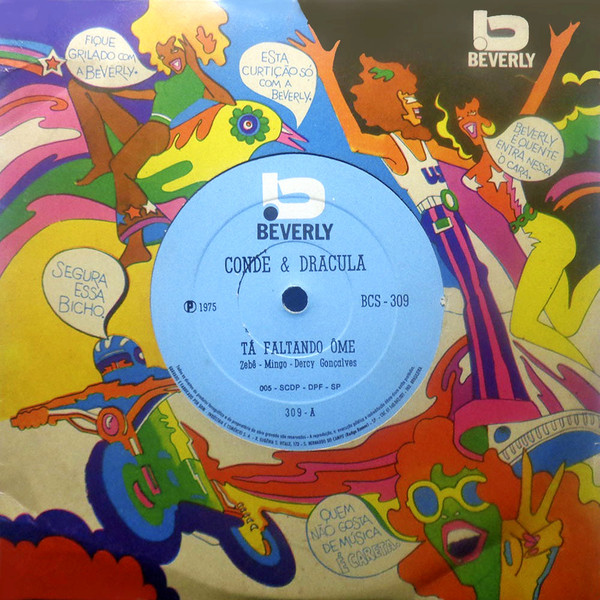 FIQUE
GRILADO COM
A BEVERLY.
ESTA
CURTIÇÃO SÓ
COM A
BEVERLY.
BEVERLY
BEVERLY
É QUENTE
ENTRA NESSA
Ô CARA.
SEGURA
ESSA
BICHO.
BEVERLY
CONDE & DRACULA
℗ 1975
BCS - 309
TÁ FALTANDO ÔME
Zebê - Mingo - Dercy Gonçalves
005 - SCDP - DPF - SP
309 - A
QUEM
NÃO GOSTA
DE MÚSICA
É CARETA.